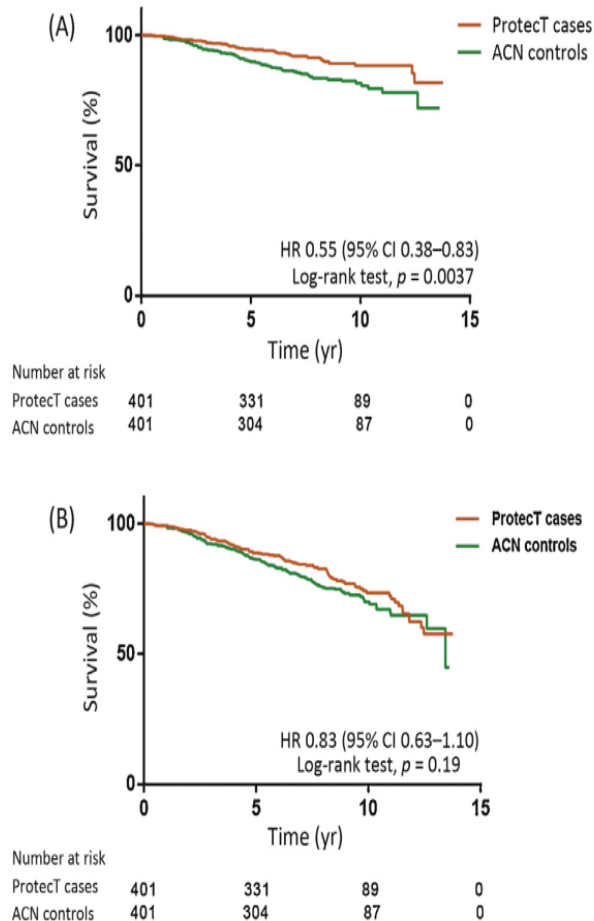 (A)
ProtecT cases
ACN controls
100
50
0
Survival (%)
HR 0.55 (95% CI 0.38–0.83)
Log-rank test, p = 0.0037
0 5 10 15
Time (yr)
Number at risk
ProtecT cases 401 331 89 0
ACN controls 401 304 87 0
(B)
ProtecT cases
ACN controls
100
50
0
Survival (%)
HR 0.83 (95% CI 0.63–1.10)
Log-rank test, p = 0.19
0 5 10 15
Time (yr)
Number at risk
ProtecT cases 401 331 89 0
ACN controls 401 304 87 0